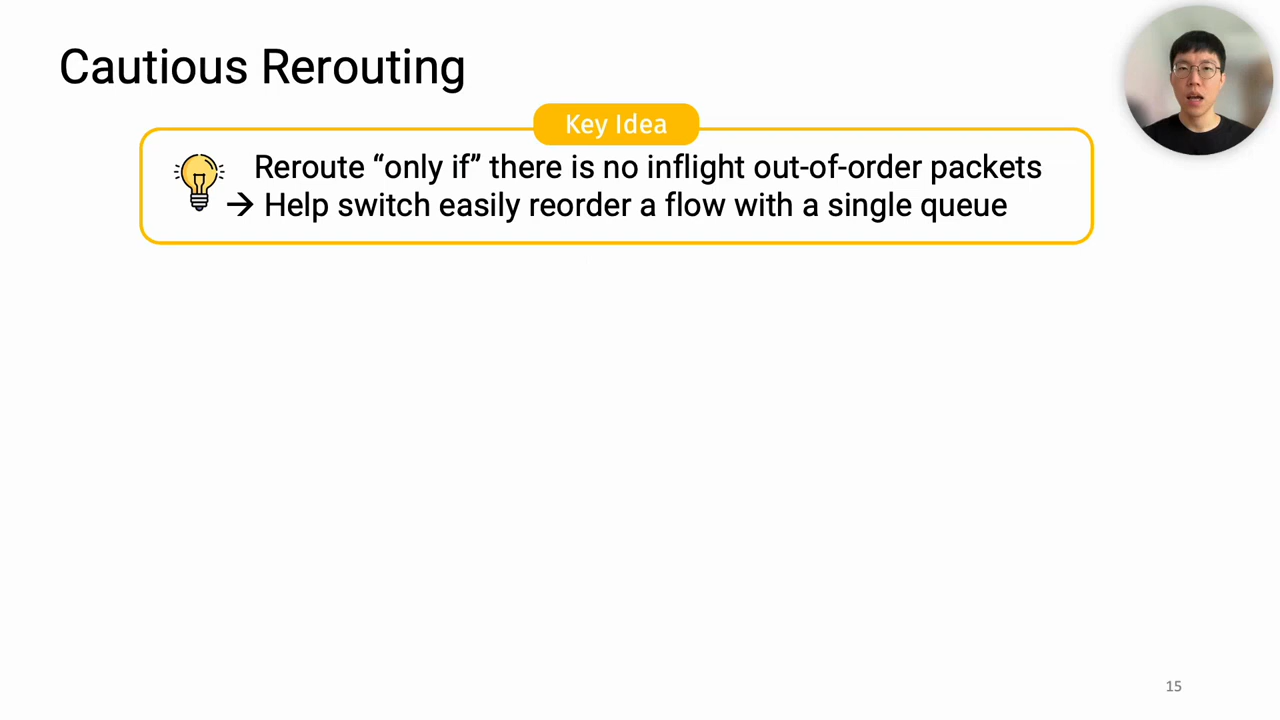 Cautious Rerouting
Key Idea
Reroute “only if” there is no inflight out-of-order packets
→ Help switch easily reorder a flow with a single queue
15